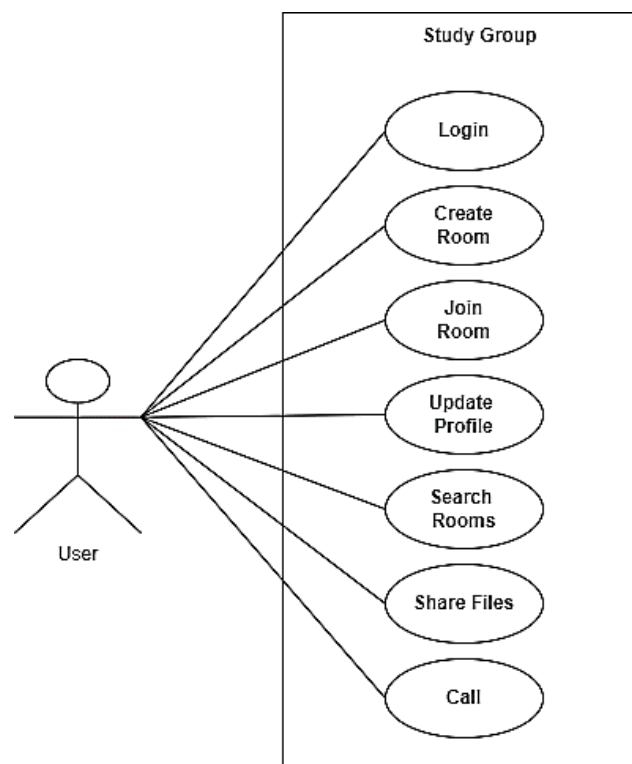 Study Group
Login
Create
Room
Join
Room
Update
Profile
Search
Rooms
Share Files
Call
User